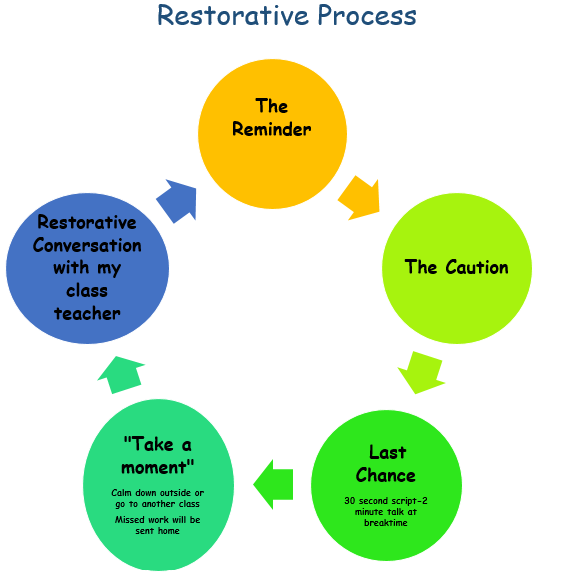 Restorative Process
The
Reminder
The Caution
Last
Chance
30 second script-2
minute talk at
breaktime
"Take a
moment"
Calm down outside or
go to another class
Missed work will be
sent home
Restorative
Conversation
with my
class
teacher